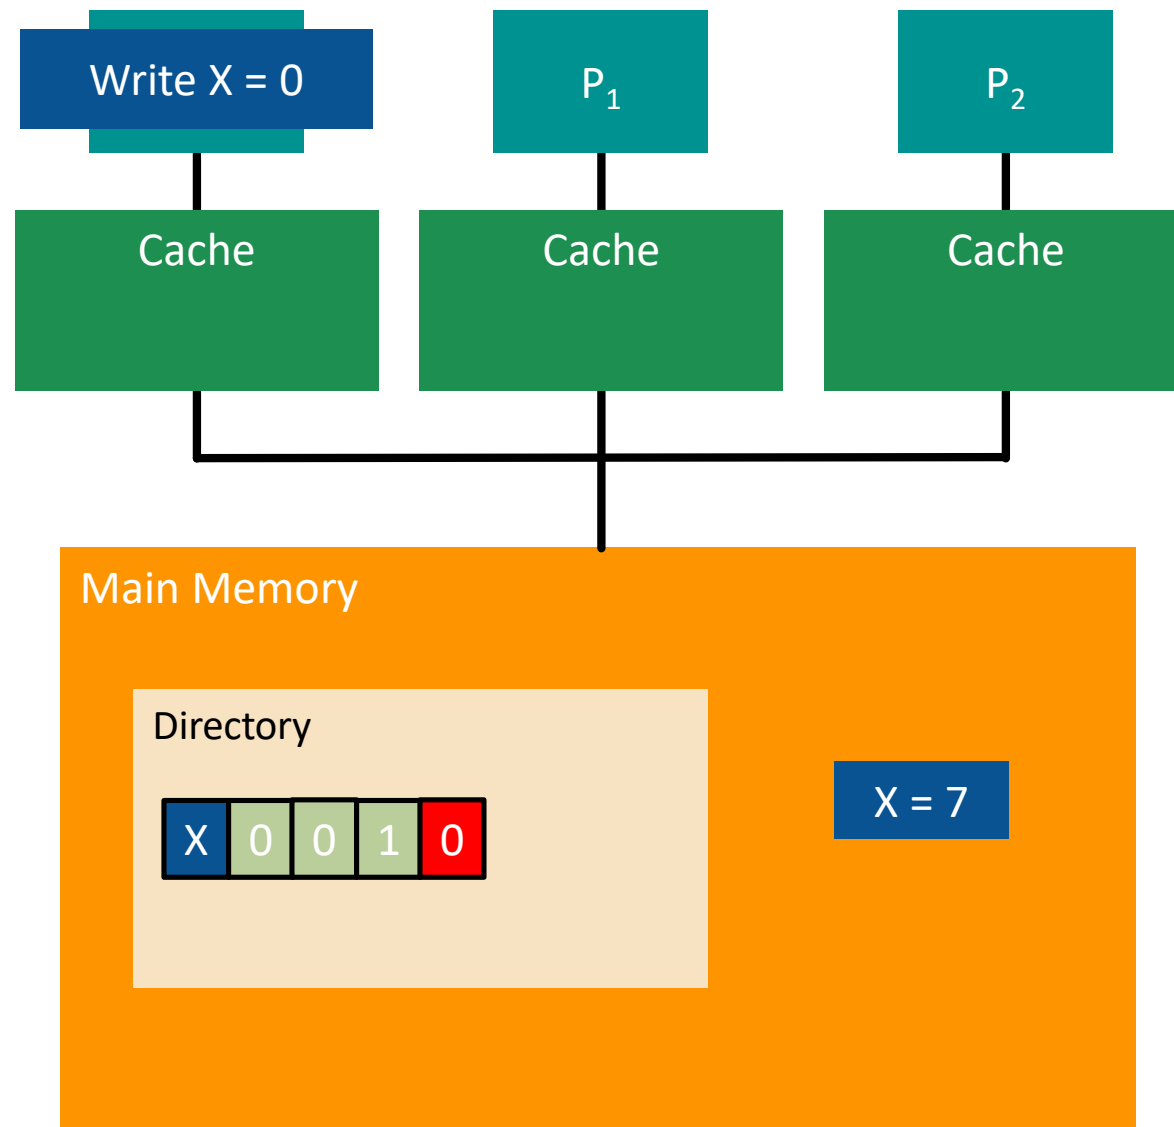 Write X = 0
P₁
P₂
Cache
Cache
Cache
Main Memory
Directory
X 0 0 1 0
X = 7